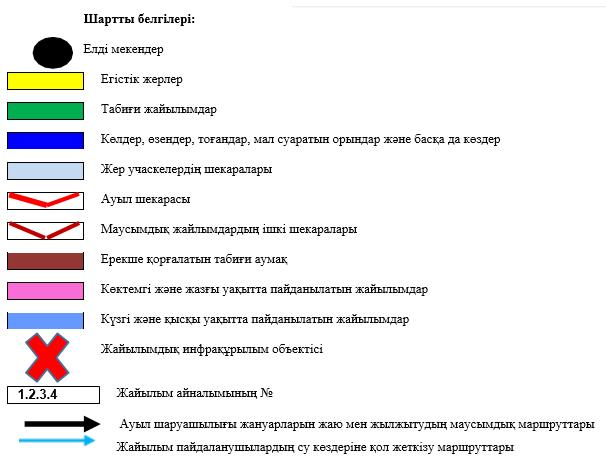 Шартты белгілері:
Елді мекендер
Егістік жерлер
Табиғи жайылымдар
Көлдер, өзендер, тоғандар, мал суаратын орындар және басқа да көздер
Жер учаскелердің шекаралары
Ауыл шекарасы
Маусымдық жайлымдардың ішкі шекаралары
Ерекше қорғалатын табиғи аумақ
Көктемгі және жазғы уақытта пайданылатын жайылымдар
Күзгі және қысқы уақытта пайданылатын жайылымдар
Жайылымдық инфрақұрылым объектісі
1.2.3.4 Жайылым айналымының №
Ауыл шаруашылығы жануарларын жаю мен жылжытудың маусымдық маршруттары
Жайылым пайдаланушылардың су көздеріне қол жеткізу маршруттары